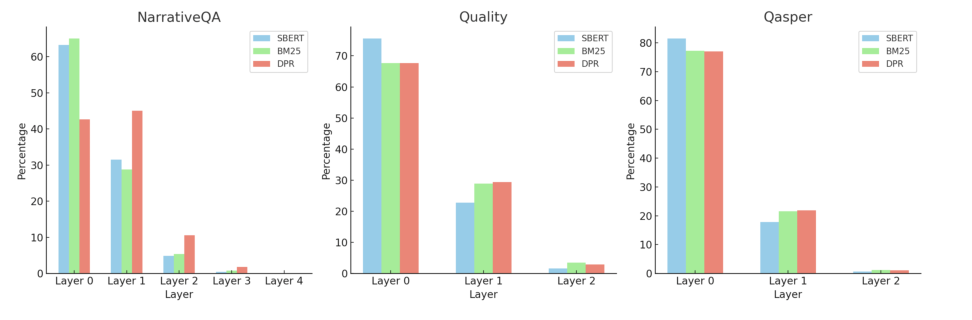 NarrativeQA
Percentage
60
50
40
30
20
10
0
SBERT
BM25
DPR
Layer 0 Layer 1 Layer 2 Layer 3 Layer 4
Layer
Quality
Percentage
70
60
50
40
30
20
10
0
SBERT
BM25
DPR
Layer 0 Layer 1 Layer 2
Layer
Qasper
Percentage
80
70
60
50
40
30
20
10
0
SBERT
BM25
DPR
Layer 0 Layer 1 Layer 2
Layer